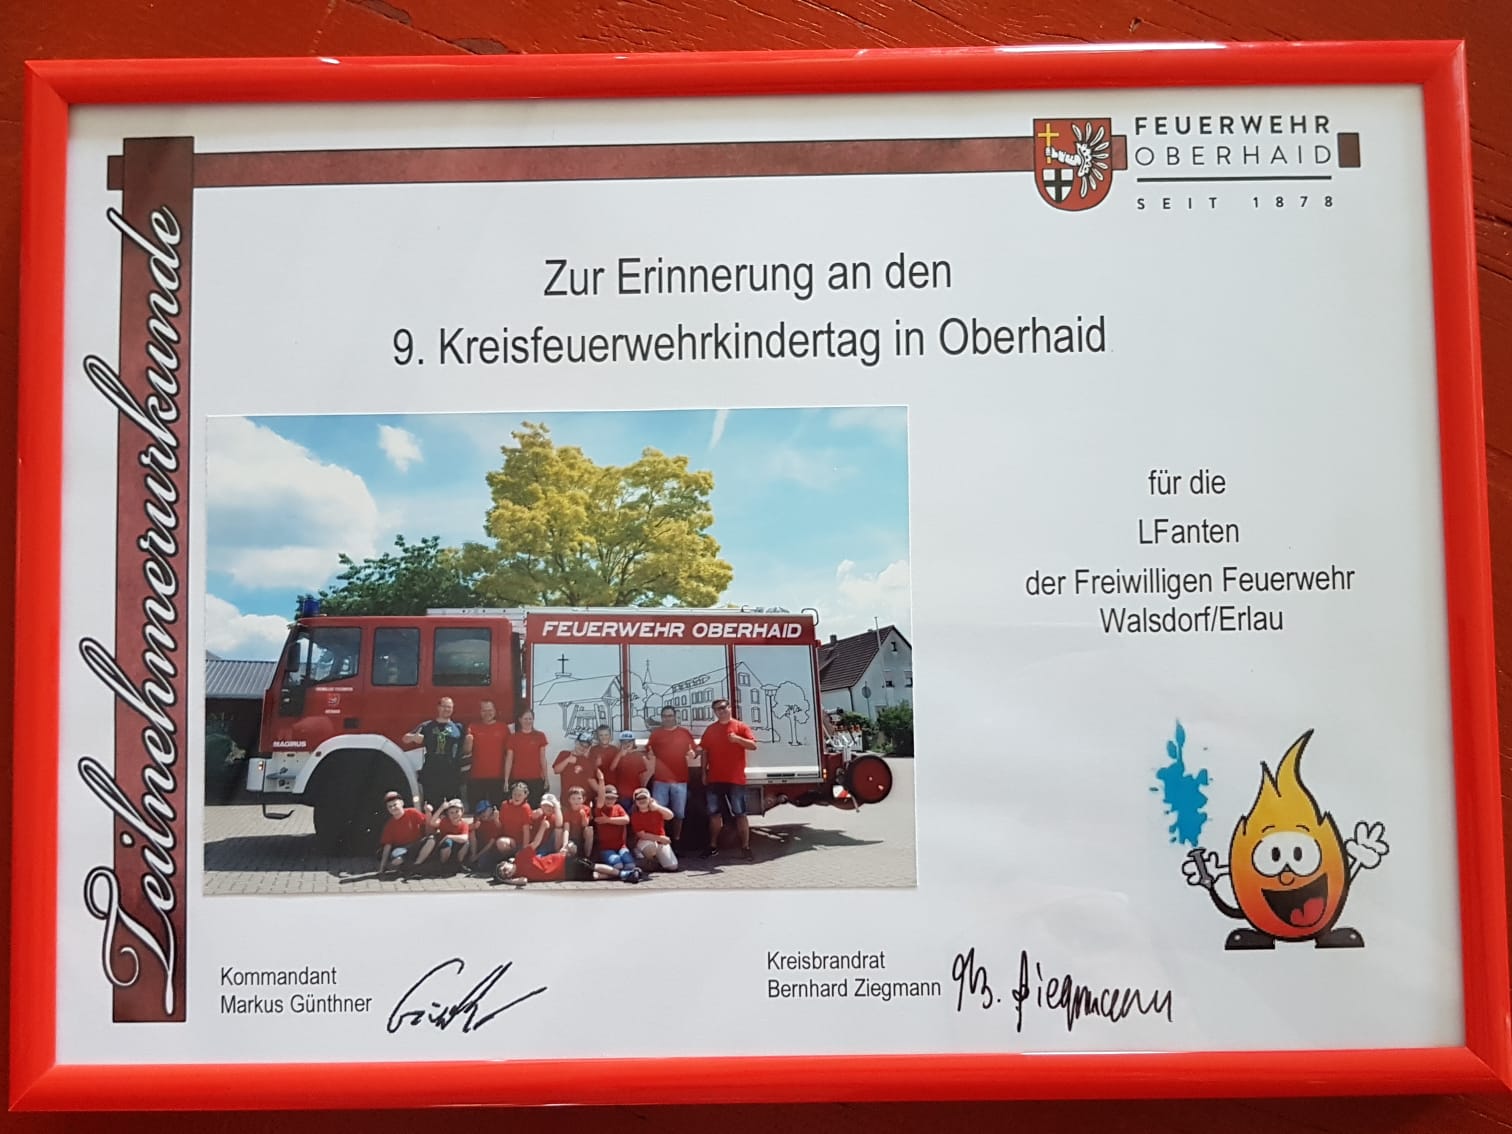 Teilnehmerurkunde
FEUERWEHR
OBERHAID
SEIT 1878
Zur Erinnerung an den
9. Kreisfeuerwehrkindertag in Oberhaid
FEUERWEHR OBERHAID
MAGIRUS
für die
LFanten
der Freiwilligen Feuerwehr
Walsdorf/Erlau
Kommandant
Markus Günthner
Kreisbrandrat
Bernhard Ziegmann